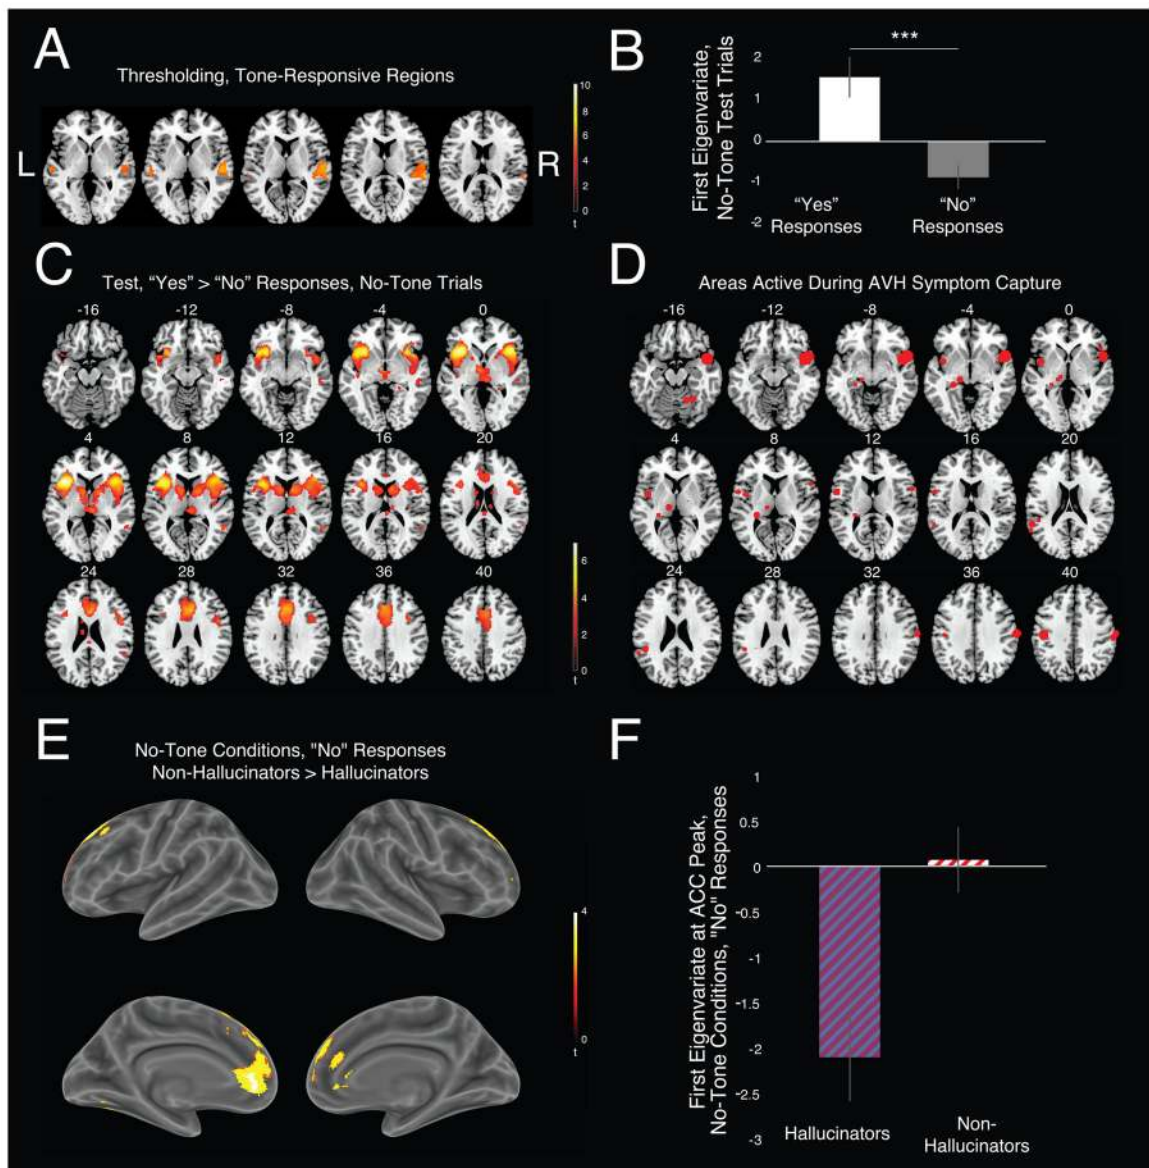 A
Thresholding, Tone-Responsive Regions
L
R
10
8
6
4
2
0
t
B
***
First Eigenvariate,
No-Tone Test Trials
2
1
0
-1
-2
“Yes”
Responses
“No”
Responses
C
Test, “Yes” > “No” Responses, No-Tone Trials
-16 -12 -8 -4 0
4 8 12 16 20
24 28 32 36 40
6
4
2
0
t
D
Areas Active During AVH Symptom Capture
-16 -12 -8 -4 0
4 8 12 16 20
24 28 32 36 40
E
No-Tone Conditions, "No" Responses
Non-Hallucinators > Hallucinators
4
0
t
F
First Eigenvariate at ACC Peak,
No-Tone Conditions, "No" Responses
1
0.5
0
-0.5
-1
-1.5
-2
-2.5
-3
Hallucinators
Non-
Hallucinators